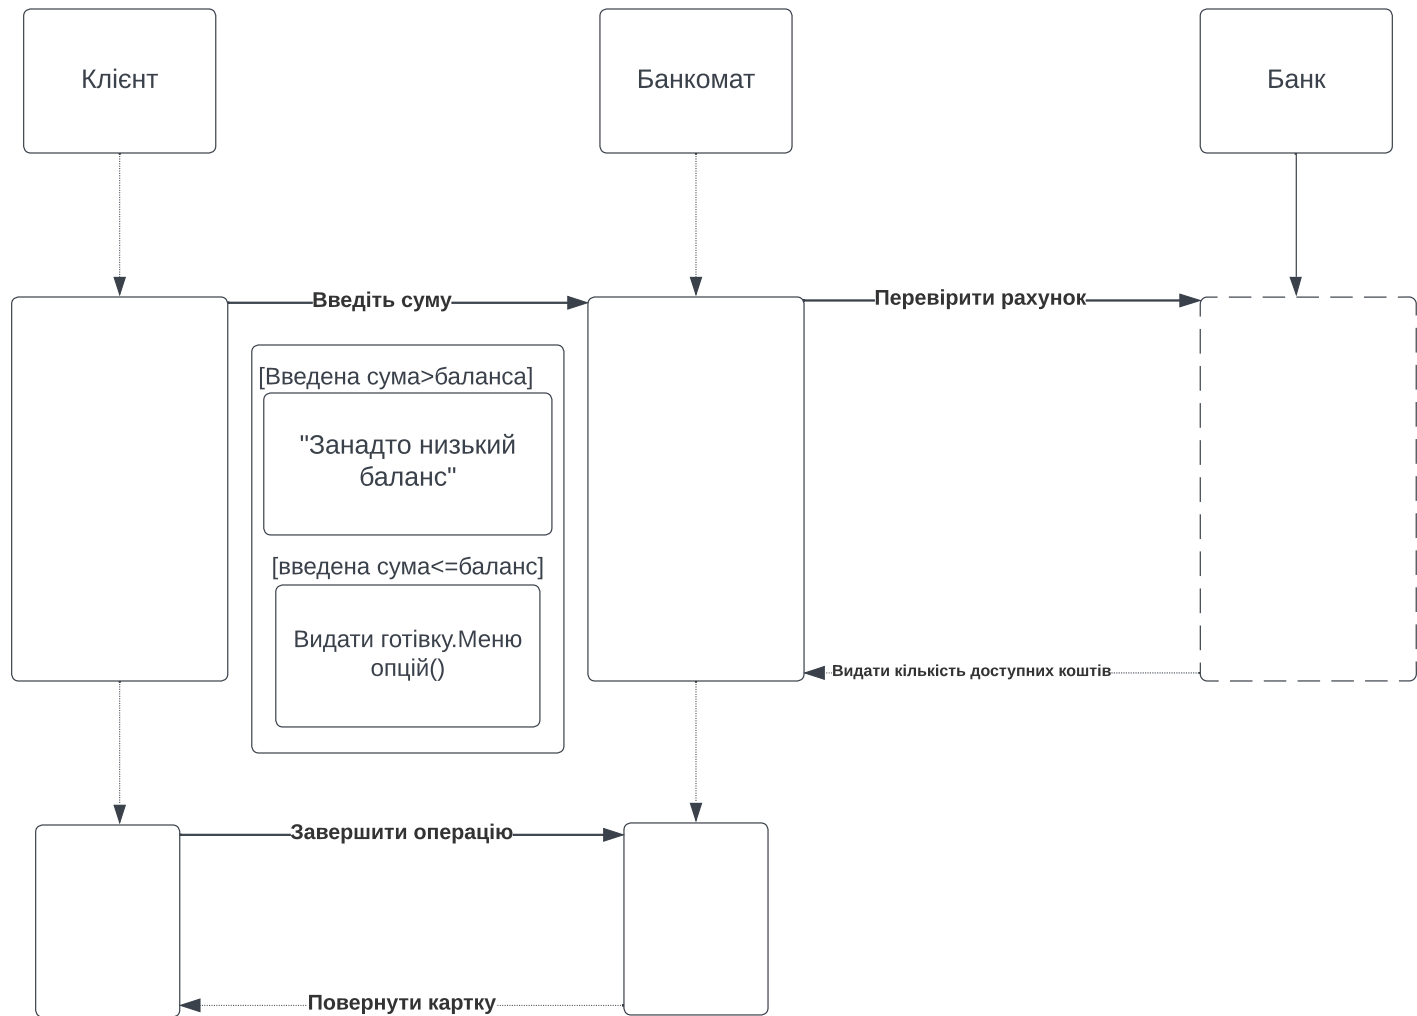 Клієнт
Банкомат
Банк
Введіть суму
Перевірити рахунок
[Введена сума>баланса]
"Занадто низький
баланс"
[введена сума<=баланс]
Видати готівку.Меню
опцій()
Видати кількість доступних коштів
Завершити операцію
Повернути картку